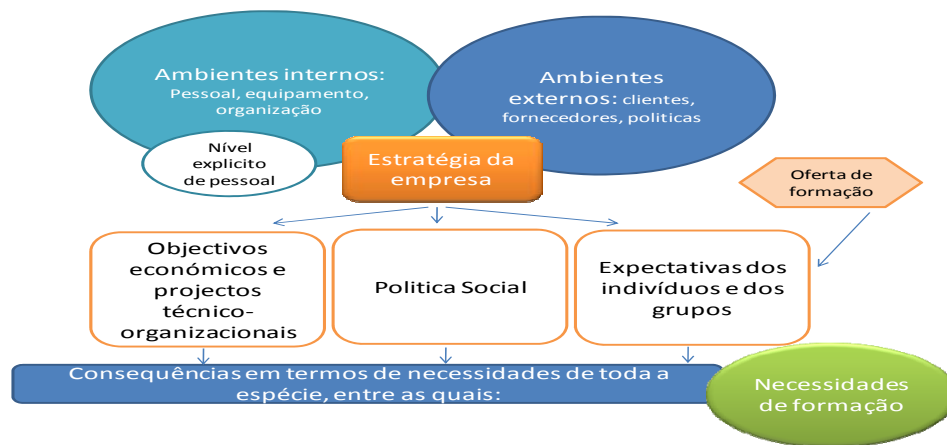 Ambientes internos:
Pessoal, equipamento,
organização
Ambientes
externos: clientes,
fornecedores, politicas
Nível
explicito
de pessoal
Estratégia da
empresa
Oferta de
formação
Objectivos
económicos e
projectos
técnico-
organizacionais
Politica Social
Expectativas dos
indivíduos e dos
grupos
Consequências em termos de necessidades de toda a
espécie, entre as quais:
Necessidades
de formação